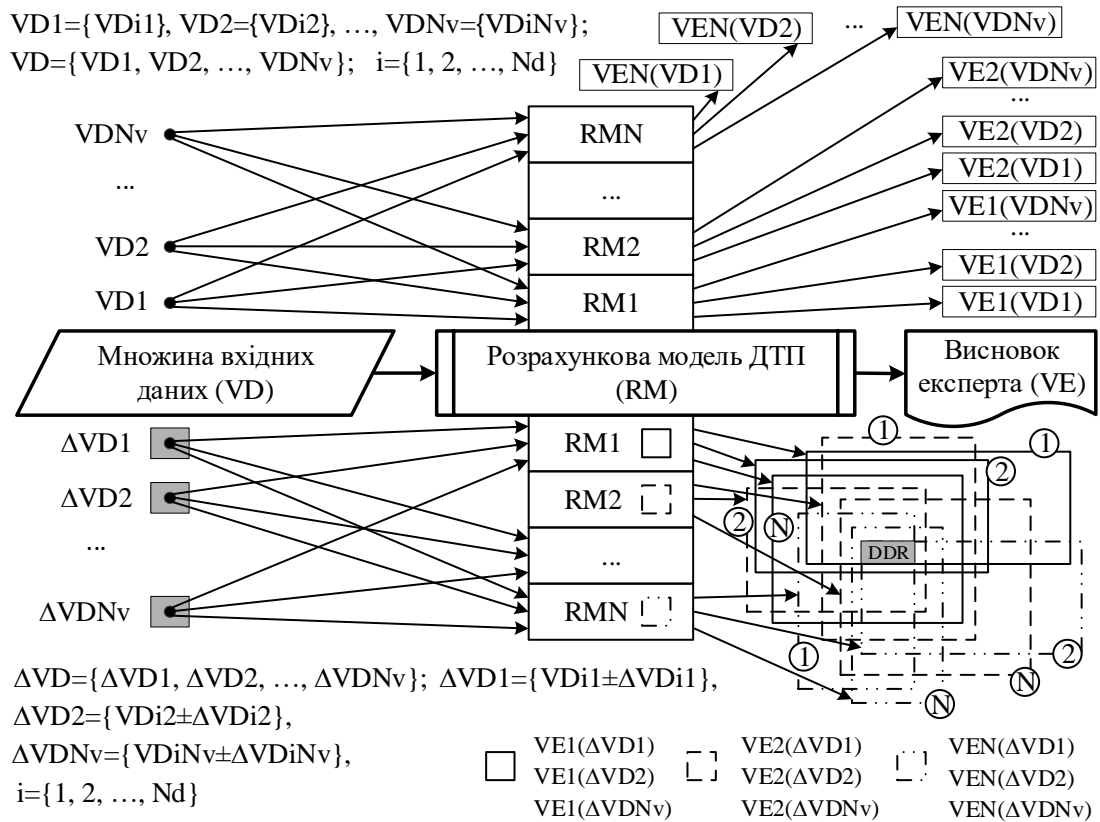 VD1={VDi1}, VD2={VDi2}, …, VDNv={VDiNv};
VD={VD1, VD2, …, VDNv};   i={1, 2, …, Nd}
VEN(VD2)
...
VEN(VDNv)
VEN(VD1)
VE2(VDNv)
...
VE2(VD2)
VE2(VD1)
VE1(VDNv)
...
VE1(VD2)
VE1(VD1)
VDNv
...
VD2
VD1
RMN
...
RM2
RM1
Множина вхідних
даних (VD)
Розрахункова модель ДТП
(RM)
Висновок
експерта (VE)
ΔVD1
ΔVD2
...
ΔVDNv
RM1
RM2
...
RMN
1
1
2
2
N
DDR
1
2
N
N
ΔVD={ΔVD1, ΔVD2, …, ΔVDNv};  ΔVD1={VDi1±ΔVDi1},
ΔVD2={VDi2±ΔVDi2},
ΔVDNv={VDiNv±ΔVDiNv},
i={1, 2, …, Nd}
VE1(ΔVD1)
VE1(ΔVD2)
VE1(ΔVDNv)
VE2(ΔVD1)
VE2(ΔVD2)
VE2(ΔVDNv)
VEN(ΔVD1)
VEN(ΔVD2)
VEN(ΔVDNv)